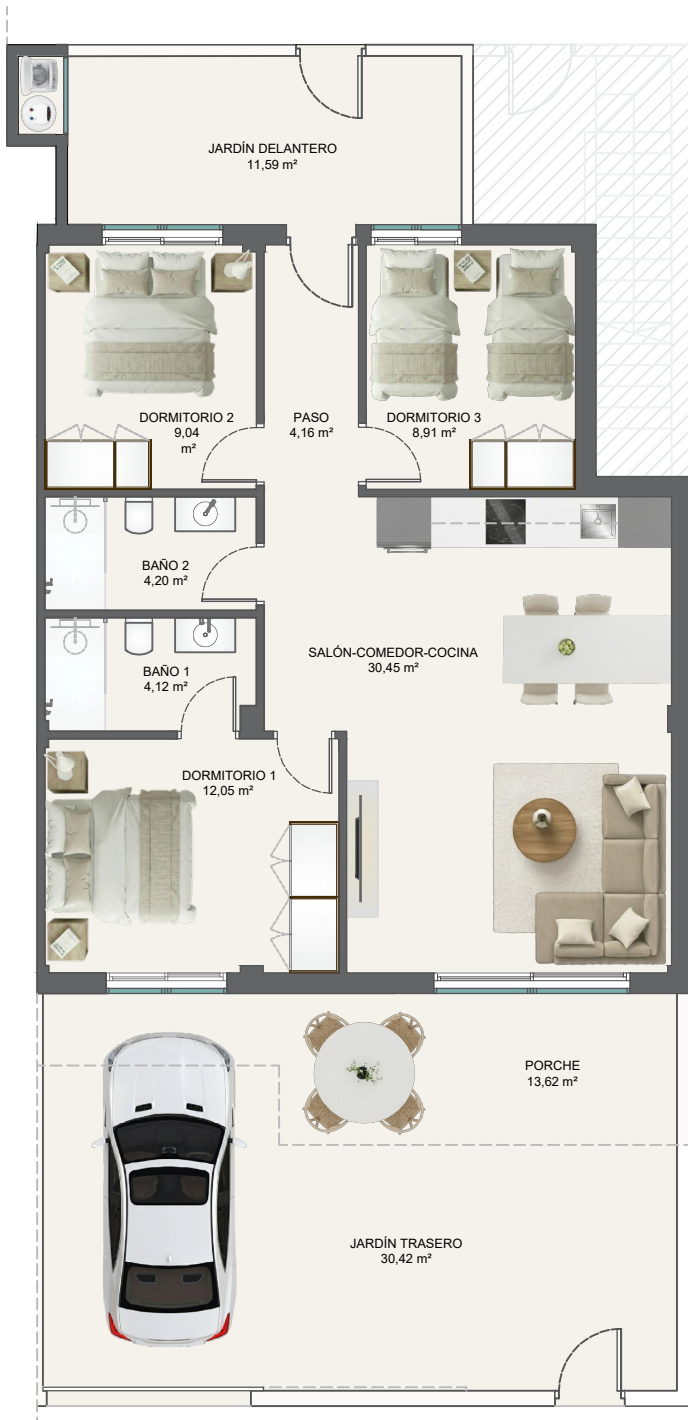 JARDÍN DELANTERO
11,59 m²
DORMITORIO 2
9,04
m²
PASO
4,16 m²
DORMITORIO 3
8,91 m²
BAÑO 2
4,20 m²
SALÓN-COMEDOR-COCINA
30,45 m²
BAÑO 1
4,12 m²
DORMITORIO 1
12,05 m²
PORCHE
13,62 m²
JARDÍN TRASERO
30,42 m²